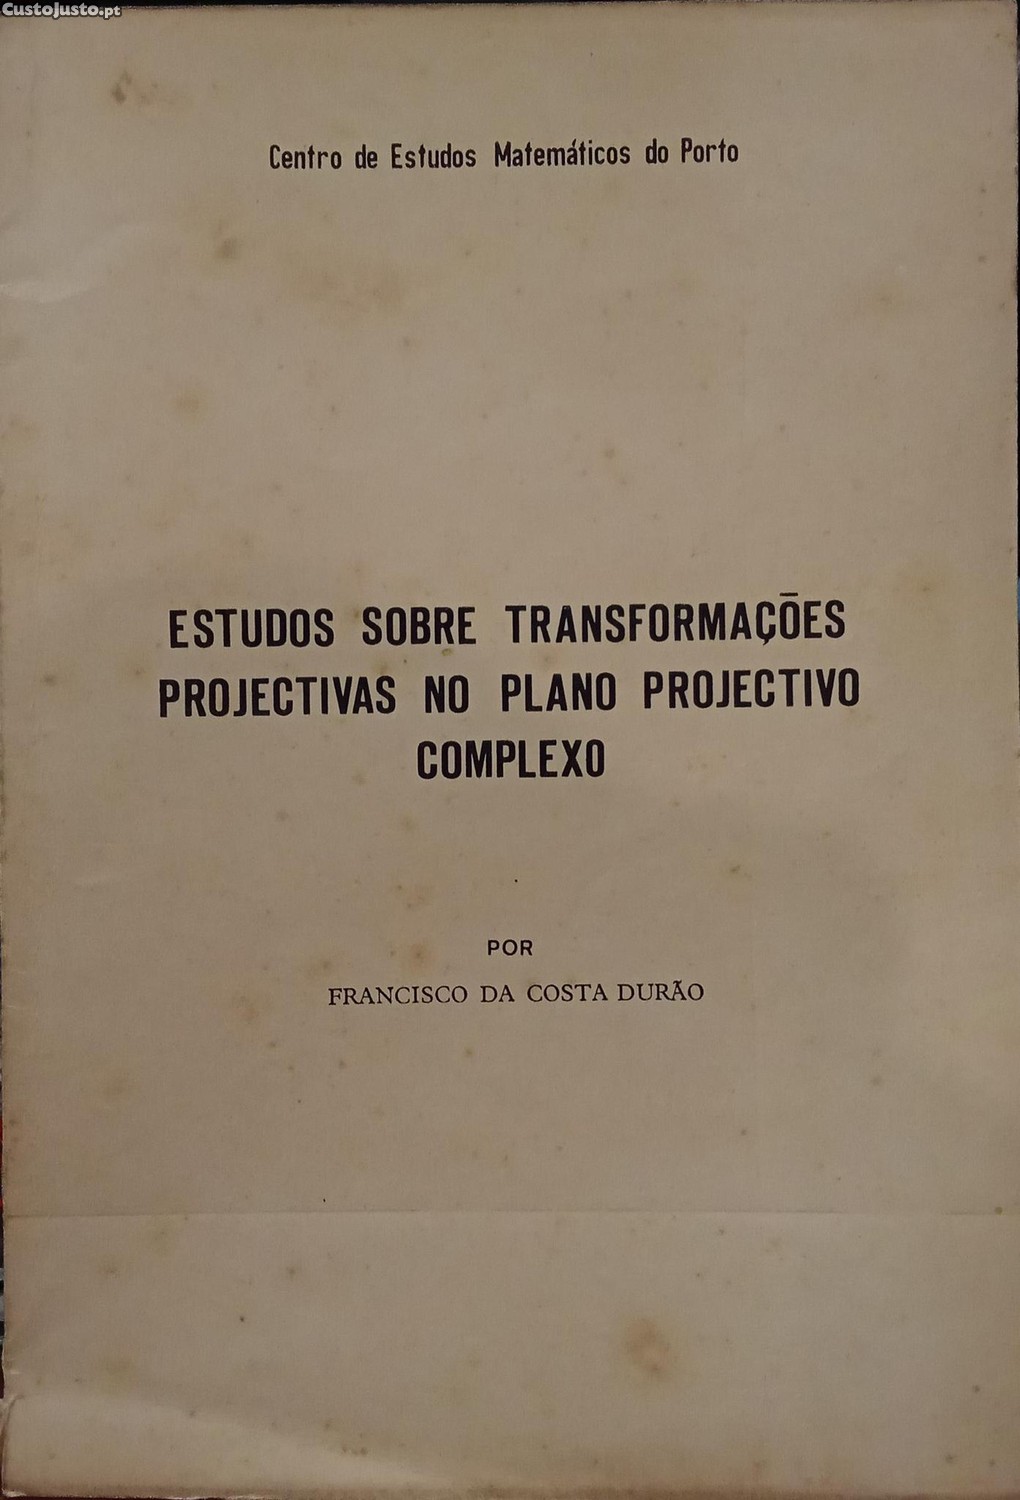 CustoJusto.pt
Centro de Estudos Matemáticos do Porto
ESTUDOS SOBRE TRANSFORMAÇÕES
PROJECTIVAS NO PLANO PROJECTIVO
COMPLEXO
POR
FRANCISCO DA COSTA DURÃO